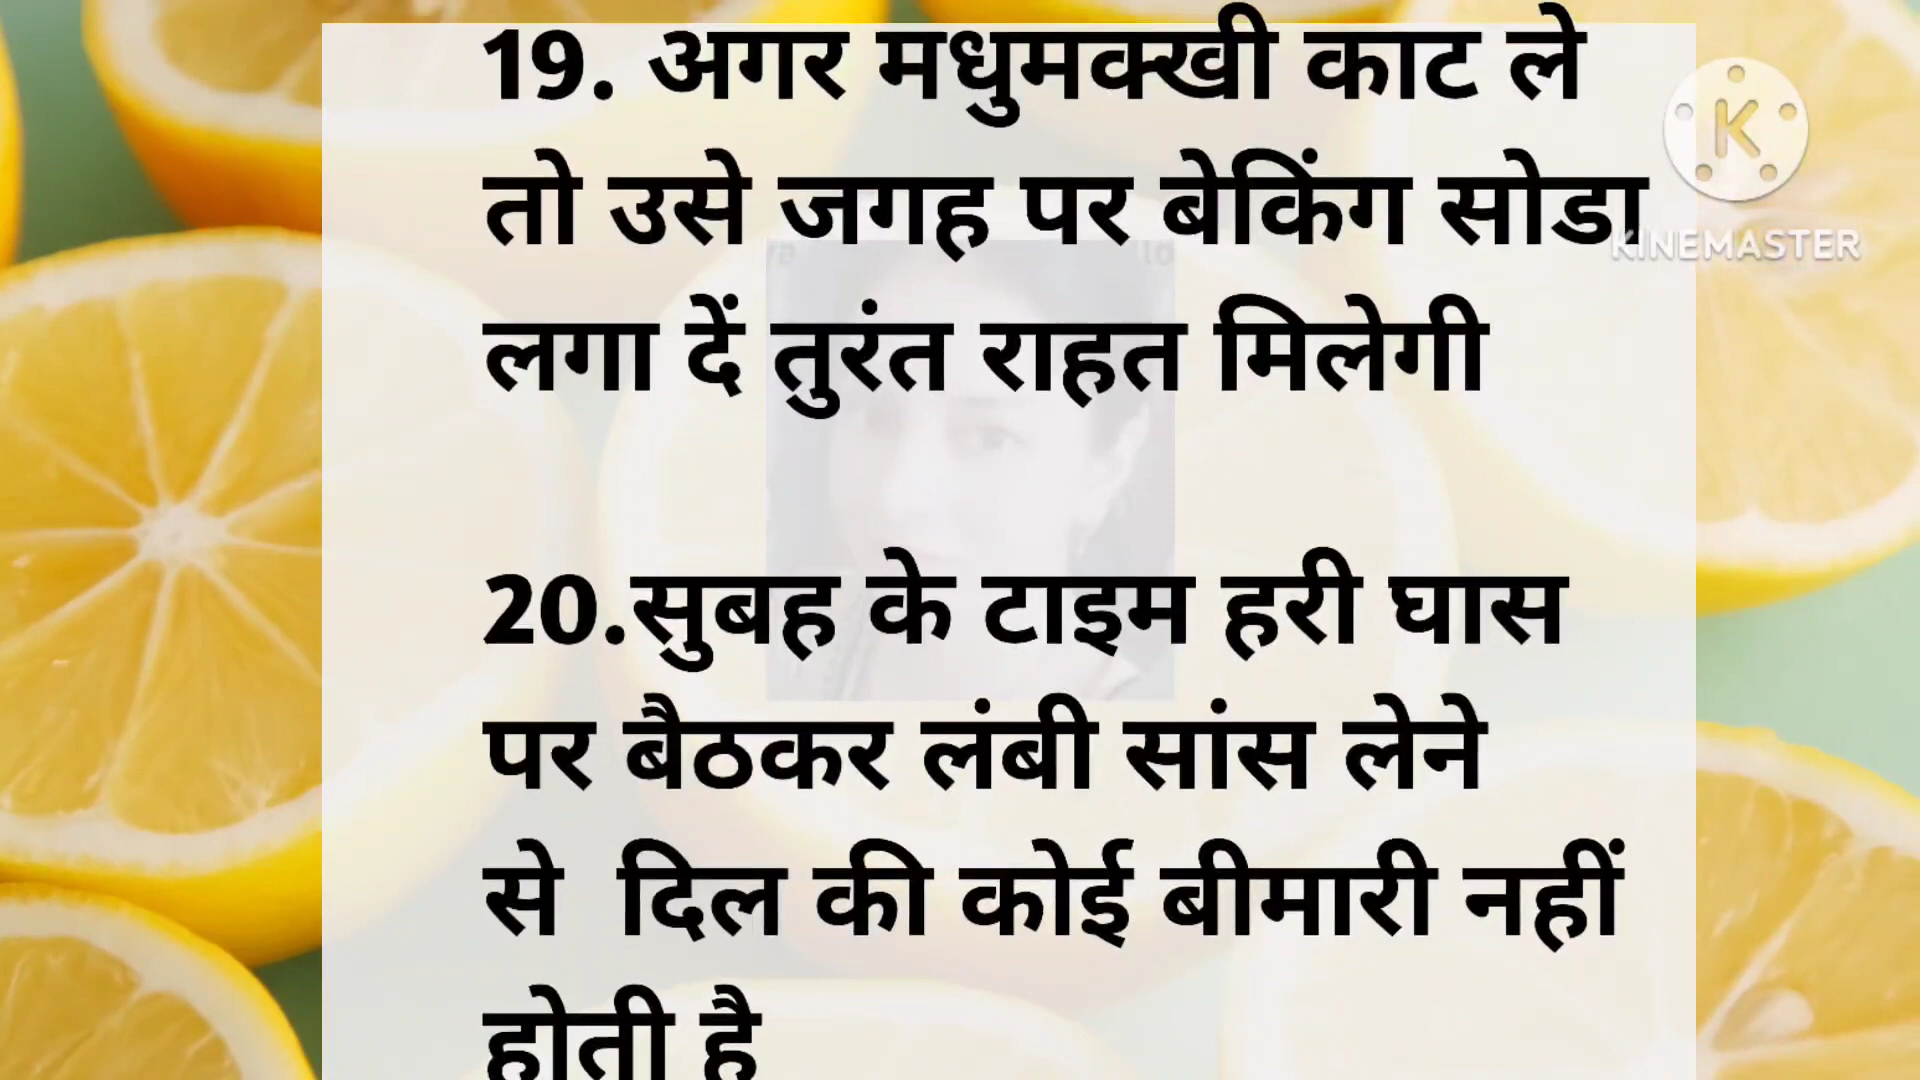 19. अगर मधुमक्खी काट ले
तो उसे जगह पर बेकिंग सोडा
लगा दें तुरंत राहत मिलेगी
20.सुबह के टाइम हरी घास
पर बैठकर लंबी सांस लेने
से  दिल की कोई बीमारी नहीं
होती है
K
KINEMASTER